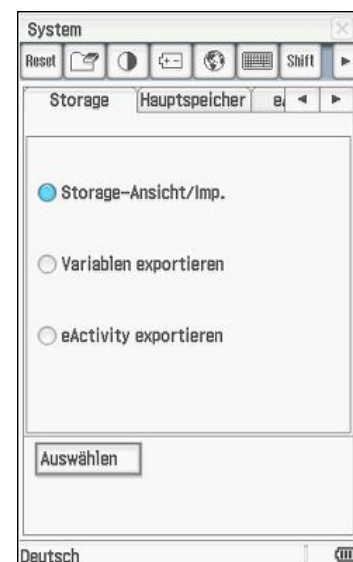 System
Reset Shift
Storage Hauptspeicher
Storage-Ansicht/Imp.
Variablen exportieren
eActivity exportieren
Auswählen
Deutsch